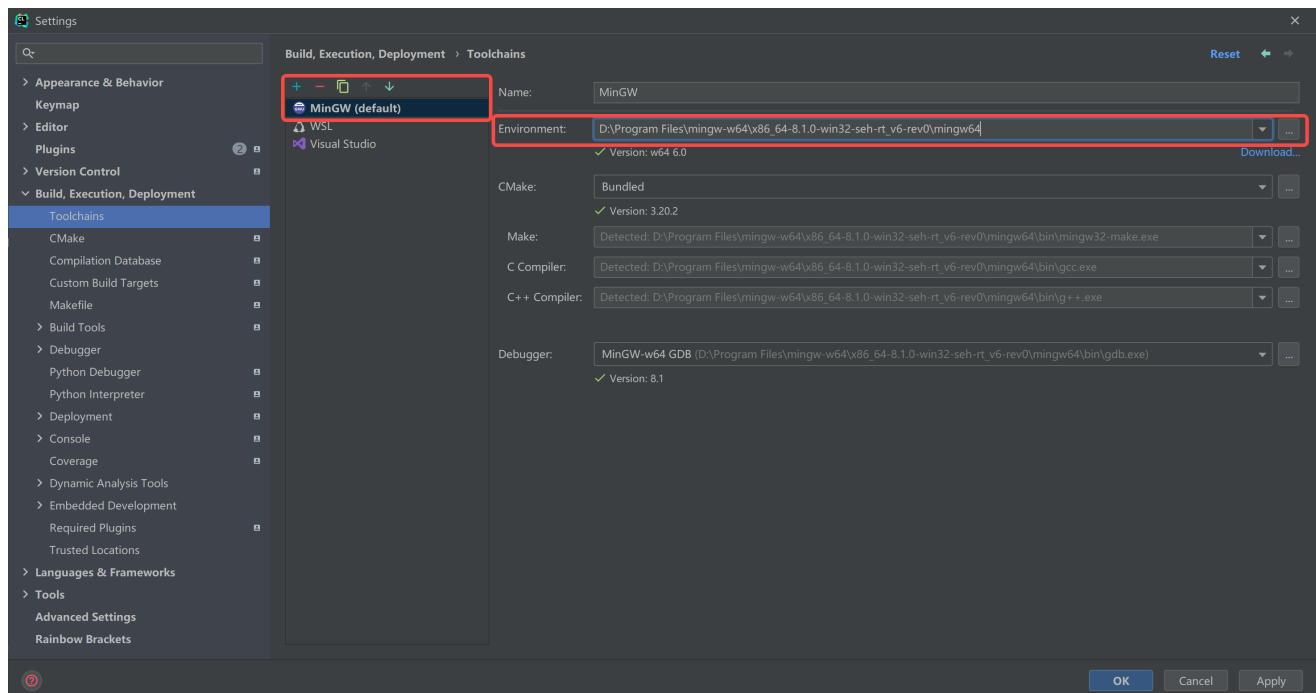 Settings
Build, Execution, Deployment › Toolchains
Reset
Appearance & Behavior
Keymap
Editor
Plugins
2
Version Control
Build, Execution, Deployment
Toolchains
CMake
Compilation Database
Custom Build Targets
Makefile
Build Tools
Debugger
Python Debugger
Python Interpreter
Deployment
Console
Coverage
Dynamic Analysis Tools
Embedded Development
Required Plugins
Trusted Locations
Languages & Frameworks
Tools
Advanced Settings
Rainbow Brackets
MinGW (default)
WSL
Visual Studio
Name: MinGW
Environment: D:\Program Files\mingw-w64\x86_64-8.1.0-win32-seh-rt_v6-rev0\mingw64
Version: w64 6.0
Download...
CMake: Bundled
Version: 3.20.2
Make: Detected: D:\Program Files\mingw-w64\x86_64-8.1.0-win32-seh-rt_v6-rev0\mingw64\bin\mingw32-make.exe
C Compiler: Detected: D:\Program Files\mingw-w64\x86_64-8.1.0-win32-seh-rt_v6-rev0\mingw64\bin\gcc.exe
C++ Compiler: Detected: D:\Program Files\mingw-w64\x86_64-8.1.0-win32-seh-rt_v6-rev0\mingw64\bin\g++.exe
Debugger: MinGW-w64 GDB (D:\Program Files\mingw-w64\x86_64-8.1.0-win32-seh-rt_v6-rev0\mingw64\bin\gdb.exe)
Version: 8.1
OK
Cancel
Apply